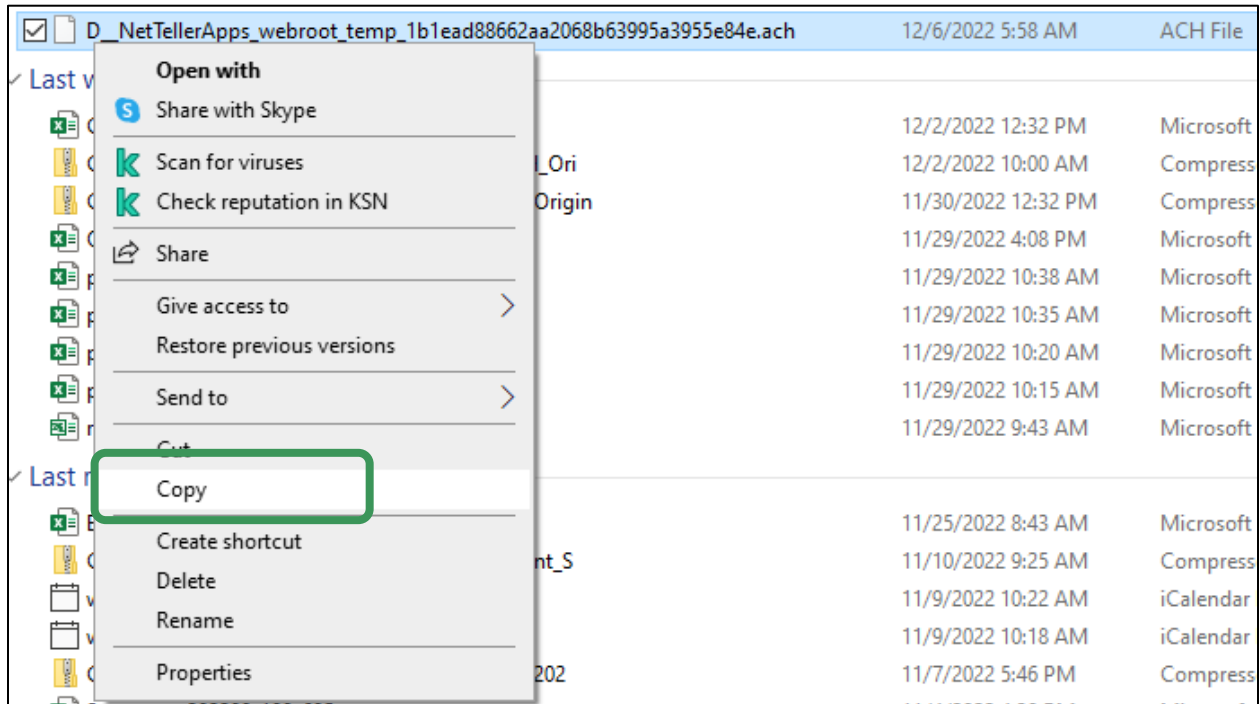 D__NetTellerApps_webroot_temp_1b1ead88662aa2068b63995a3955e84e.ach 12/6/2022 5:58 AM ACH File
Open with
Last
Share with Skype
12/2/2022 12:32 PM Microsoft
Scan for viruses l_Ori 12/2/2022 10:00 AM Compress
Check reputation in KSN Origin 11/30/2022 12:32 PM Compress
11/29/2022 4:08 PM Microsoft
Share
11/29/2022 10:38 AM Microsoft
Give access to 11/29/2022 10:35 AM Microsoft
Restore previous versions 11/29/2022 10:20 AM Microsoft
Send to 11/29/2022 10:15 AM Microsoft
11/29/2022 9:43 AM Microsoft
Cut
Last
Copy
11/25/2022 8:43 AM Microsoft
Create shortcut
nt_S 11/10/2022 9:25 AM Compress
Delete
11/9/2022 10:22 AM iCalendar
Rename
11/9/2022 10:18 AM iCalendar
Properties 202 11/7/2022 5:46 PM Compress